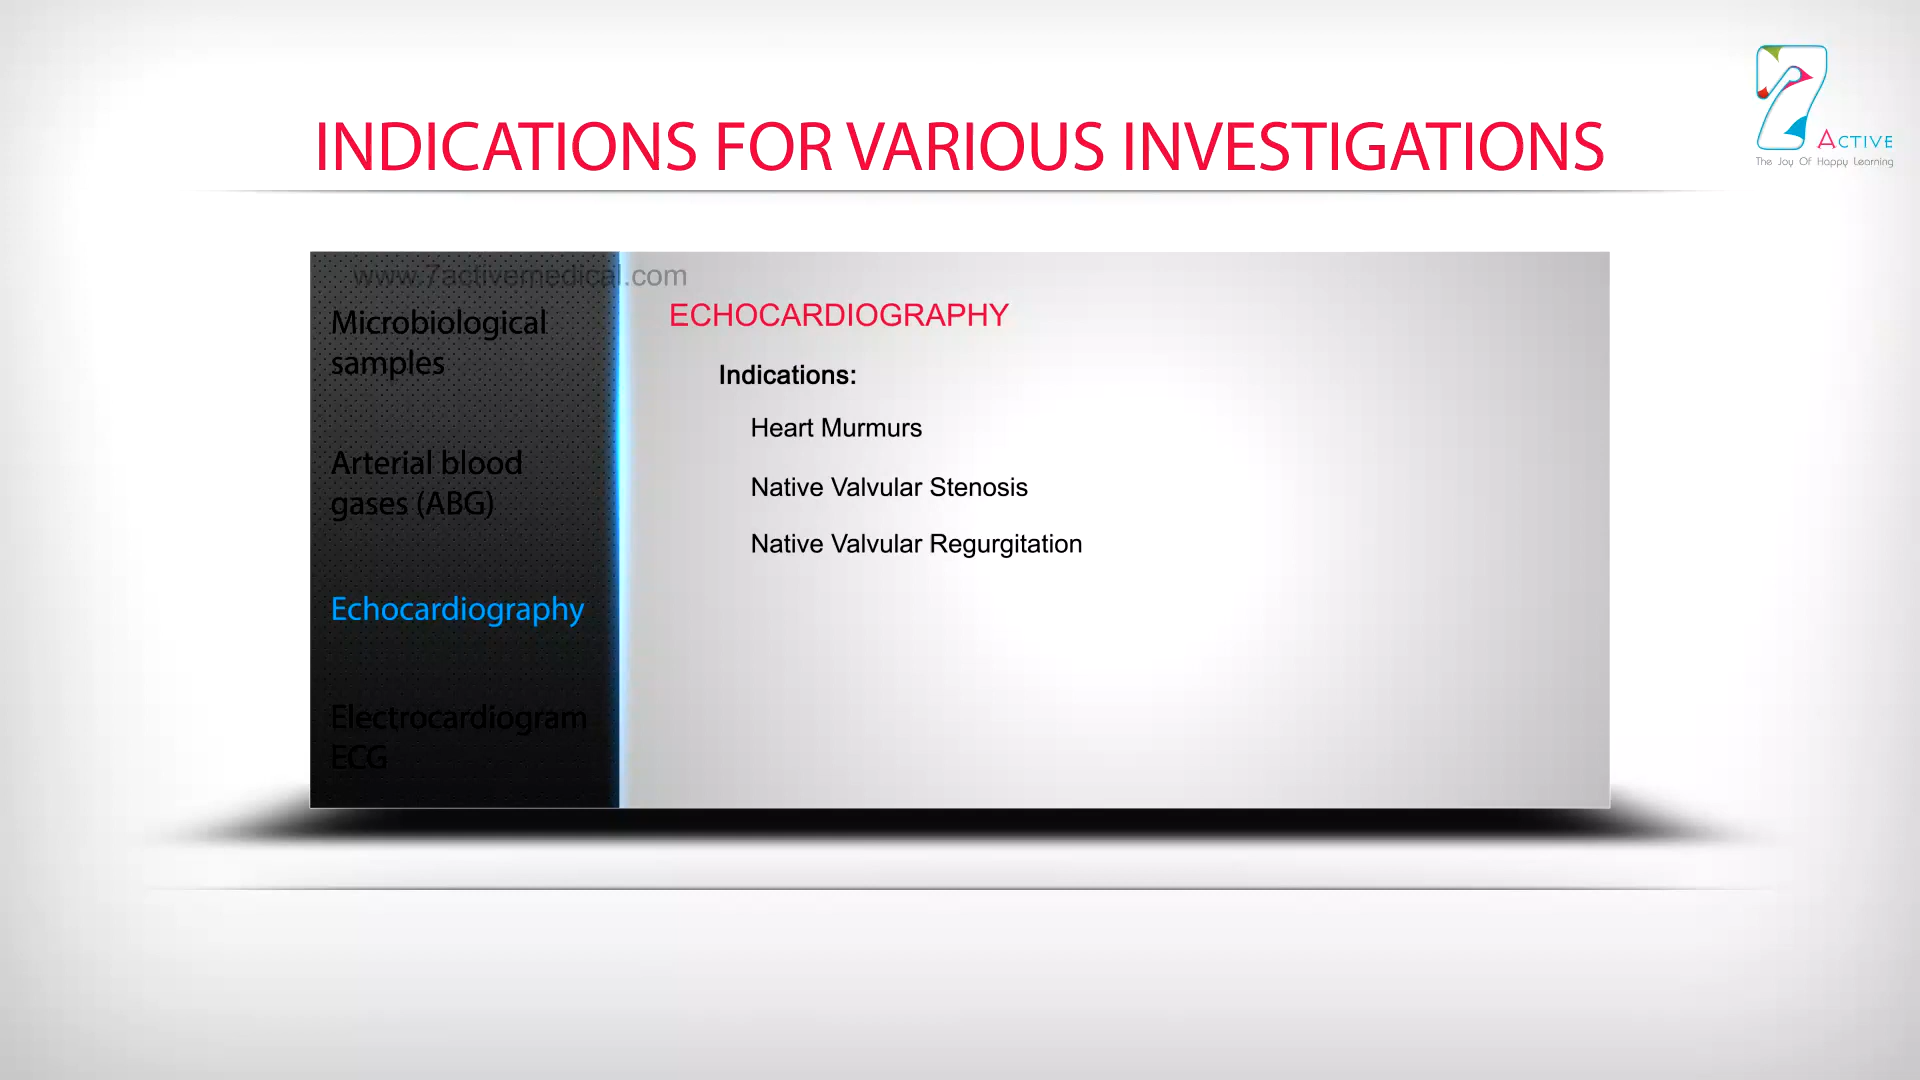 INDICATIONS FOR VARIOUS INVESTIGATIONS
7 ACTIVE
The Joy Of Happy Learning
www.7activemedical.com
Microbiological
samples
Arterial blood
gases (ABG)
Echocardiography
Electrocardiogram
ECG
ECHOCARDIOGRAPHY
Indications:
Heart Murmurs
Native Valvular Stenosis
Native Valvular Regurgitation